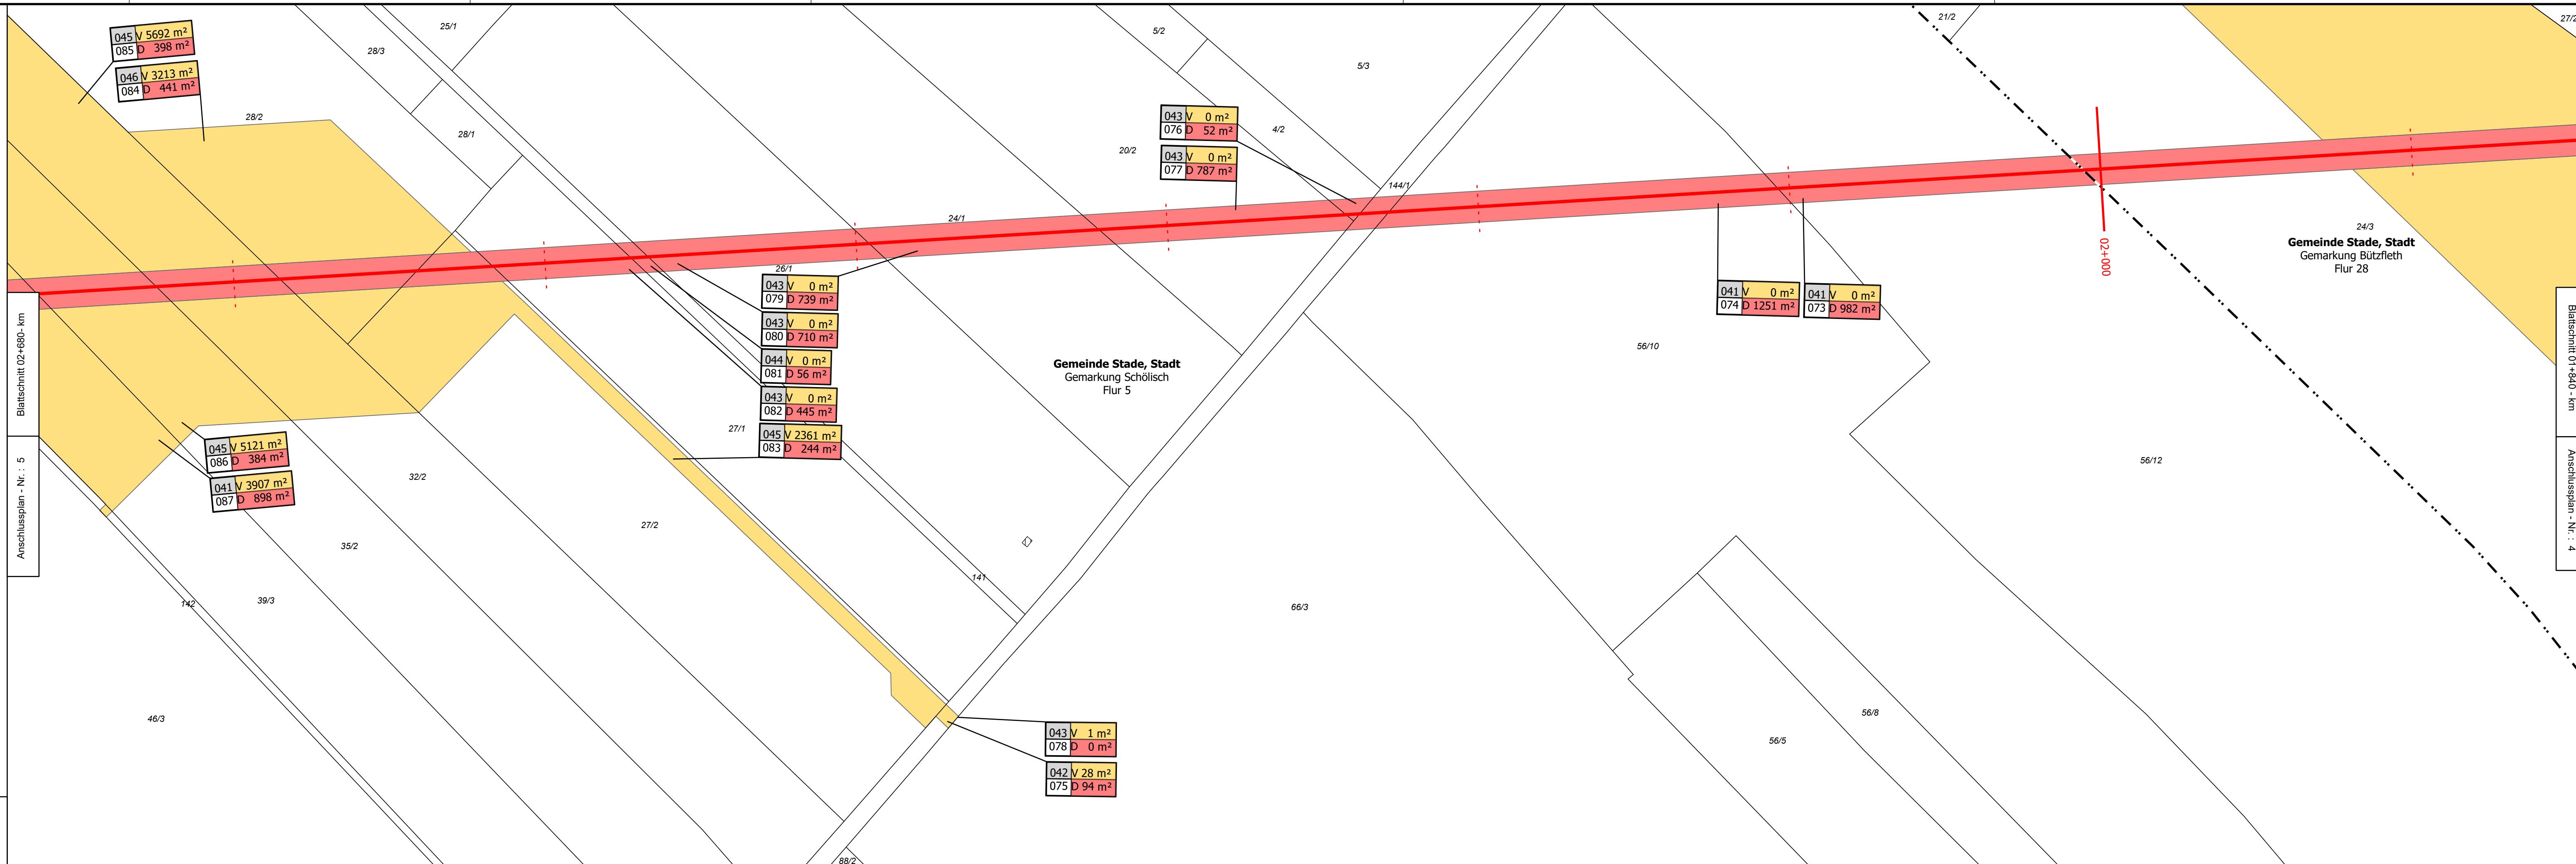 045 V 5692 m²
085 D 398 m²
046 V 3213 m²
084 D 441 m²
28/2
28/3
25/1
28/1
5/2
5/3
21/2
27/2
043 V 0 m²
076 D 52 m²
043 V 0 m²
077 D 787 m²
4/2
20/2
144/1
24/1
26/1
043 V 0 m²
079 D 739 m²
043 V 0 m²
080 D 710 m²
044 V 0 m²
081 D 56 m²
043 V 0 m²
082 D 445 m²
045 V 2361 m²
083 D 244 m²
27/1
Gemeinde Stade, Stadt
Gemarkung Schölisch
Flur 5
041 V 0 m²
074 D 1251 m²
041 V 0 m²
073 D 982 m²
02+000
24/3
Gemeinde Stade, Stadt
Gemarkung Bützfleth
Flur 28
Blattschnitt 02+680- km
Anschlussplan - Nr. : 5
Blattschnitt 01+840 - km
Anschlussplan - Nr. : 4
045 V 5121 m²
086 D 384 m²
041 V 3907 m²
087 D 898 m²
32/2
27/2
35/2
39/3
142
46/3
141
56/10
56/12
66/3
56/8
56/5
043 V 1 m²
078 D 0 m²
042 V 28 m²
075 D 94 m²
88/2